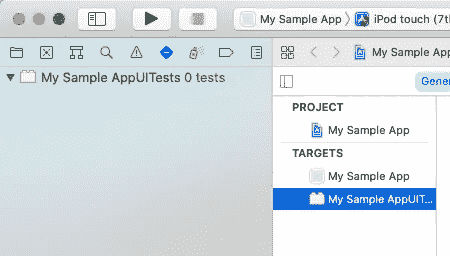 My Sample App iPod touch (7th
My Sample App
My Sample AppUITests 0 tests
Gene
PROJECT
My Sample App
TARGETS
My Sample App
My Sample AppUIT...